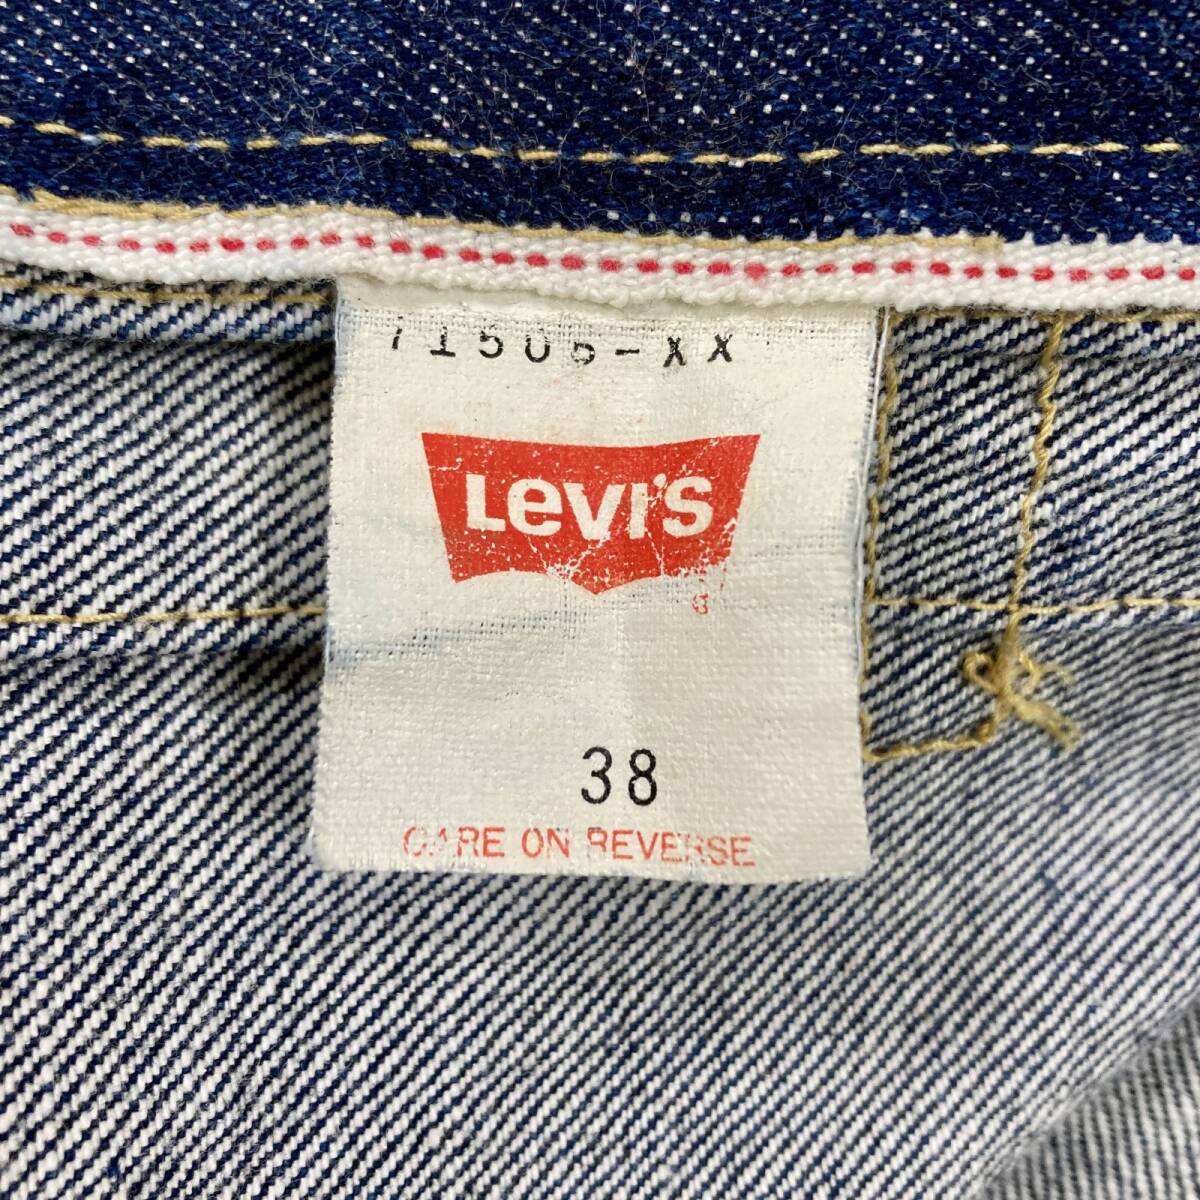 71506-XX
Levi's
38
CARE ON REVERSE